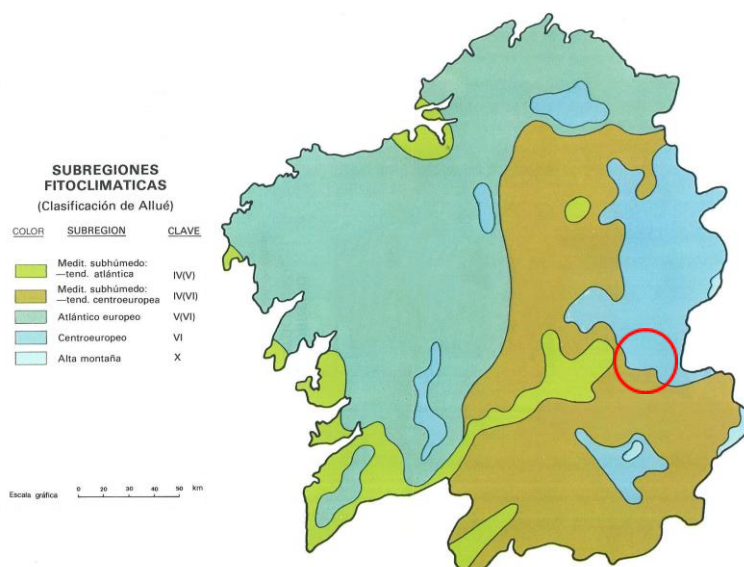 SUBREGIONES
FITOCLIMATICAS
(Clasificación de Allué)
COLOR SUBREGION CLAVE
Medit. subhúmedo:
—tend. atlántica IV(V)
Medit. subhúmedo:
—tend. centroeuropea IV(VI)
Atlántico europeo V(VI)
Centroeuropeo VI
Alta montaña X
Escala gráfica 0 10 20 30 40 50 km